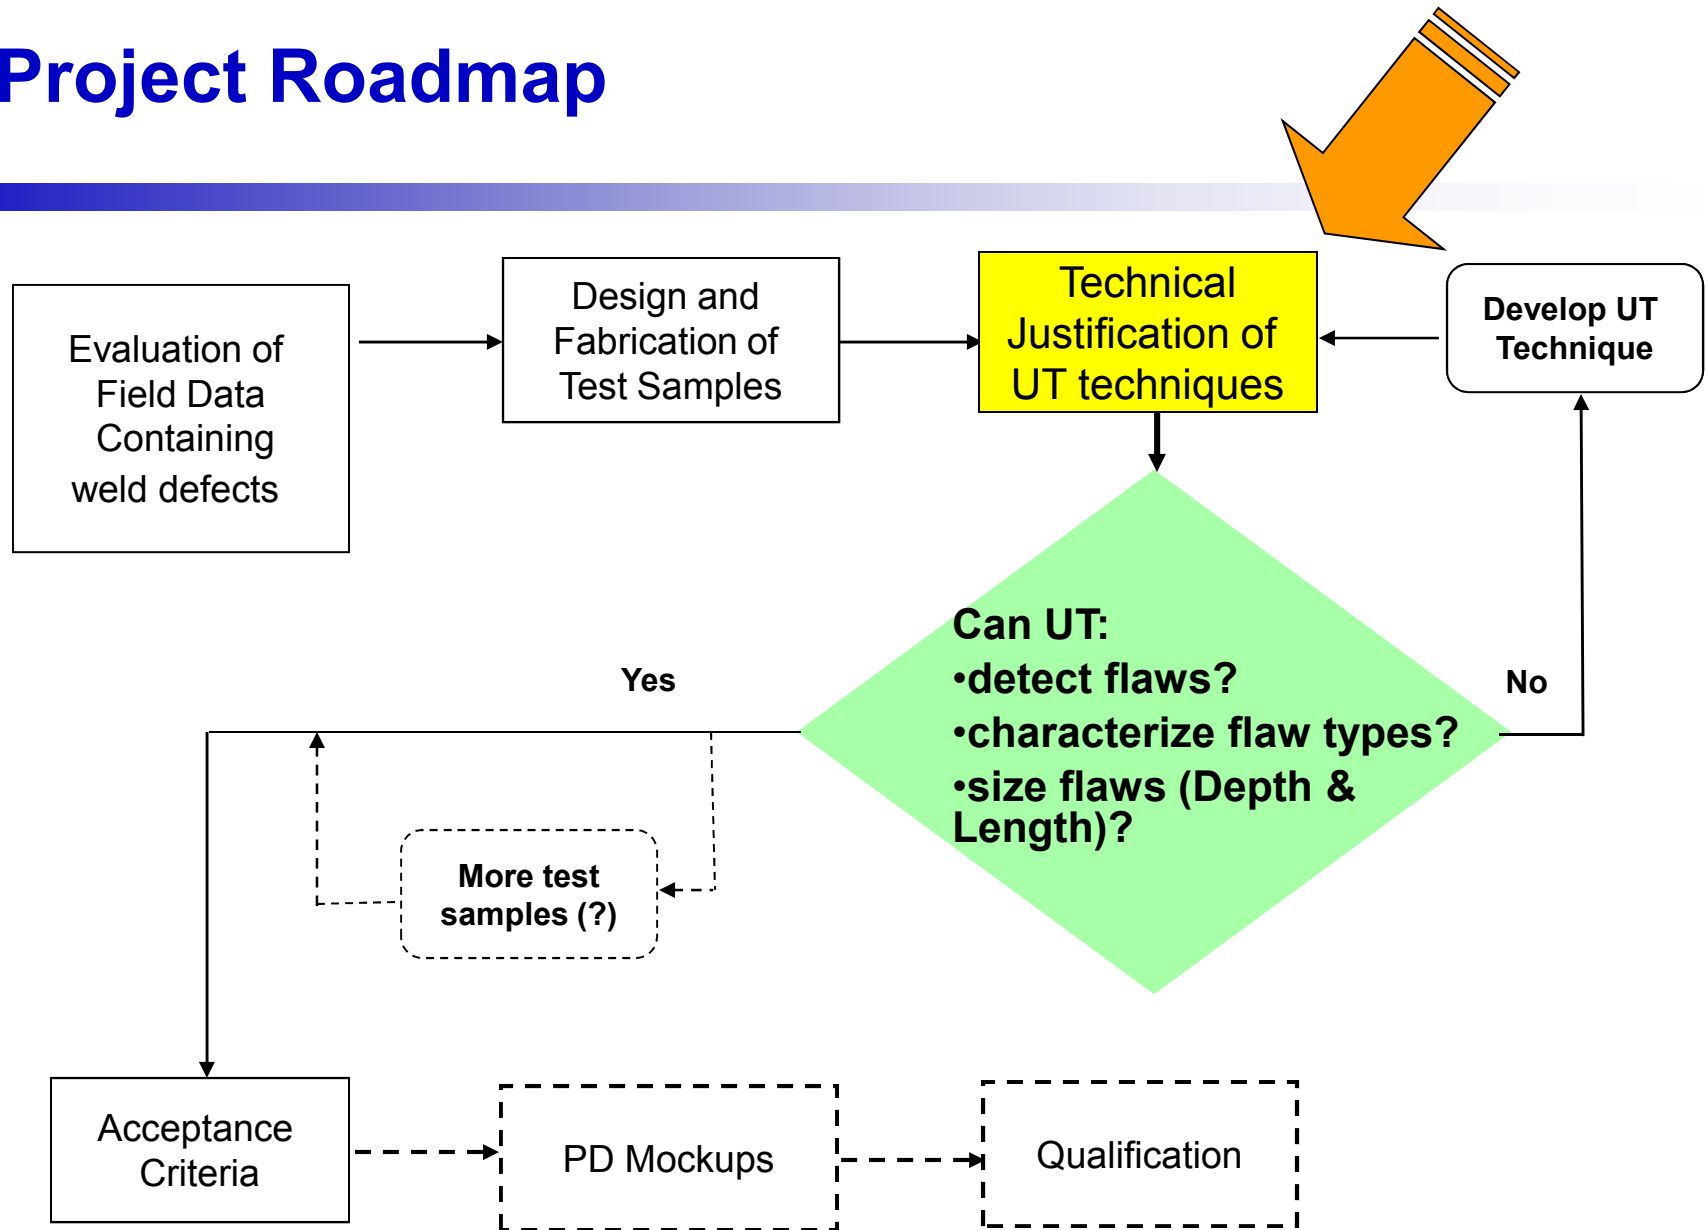 Project Roadmap
Evaluation of
Field Data
Containing
weld defects
Design and
Fabrication of
Test Samples
Technical
Justification of
UT techniques
Develop UT
Technique
Can UT:
•detect flaws?
•characterize flaw types?
•size flaws (Depth &
Length)?
Yes
No
More test
samples (?)
Acceptance
Criteria
PD Mockups
Qualification